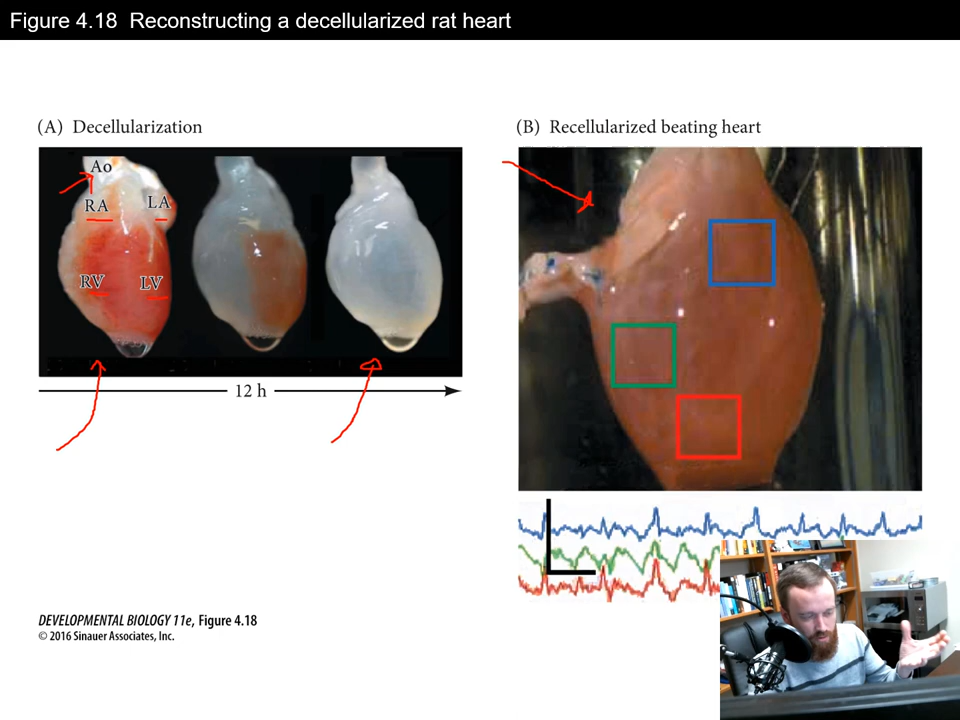 Figure 4.18 Reconstructing a decellularized rat heart
(A) Decellularization
(B) Recellularized beating heart
Ao
RA
LA
RV
LV
12 h
DEVELOPMENTAL BIOLOGY 11e, Figure 4.18
© 2016 Sinauer Associates, Inc.